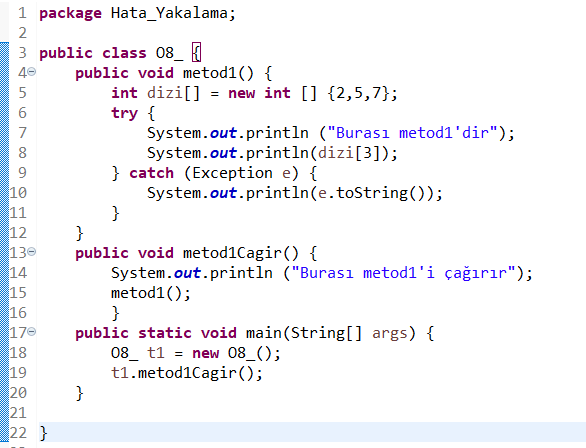 1 package Hata_Yakalama;
2
3 public class O8_ {
4 public void metod1() {
5 int dizi[] = new int [] {2,5,7};
6 try {
7 System.out.println ("Burası metod1'dir");
8 System.out.println(dizi[3]);
9 } catch (Exception e) {
10 System.out.println(e.toString());
11 }
12 }
13 public void metod1Cagir() {
14 System.out.println ("Burası metod1'i çağırır");
15 metod1();
16 }
17 public static void main(String[] args) {
18 O8_ t1 = new O8_();
19 t1.metod1Cagir();
20 }
21
22 }